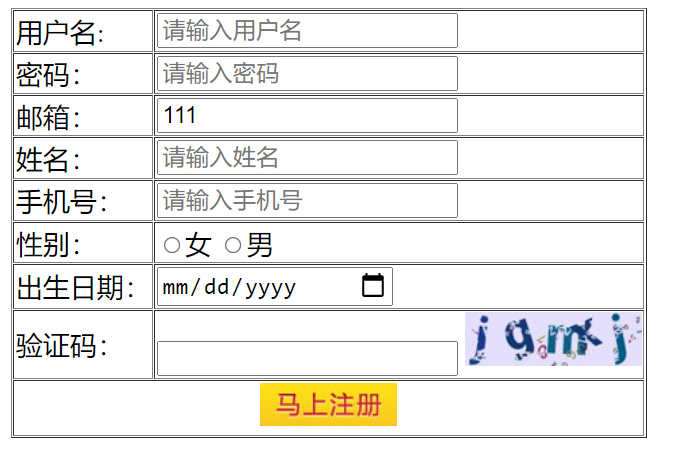 用户名: 请输入用户名
密码： 请输入密码
邮箱： 111
姓名： 请输入姓名
手机号： 请输入手机号
性别： 女 男
出生日期： mm/dd/yyyy
验证码： jqmkj
马上注册